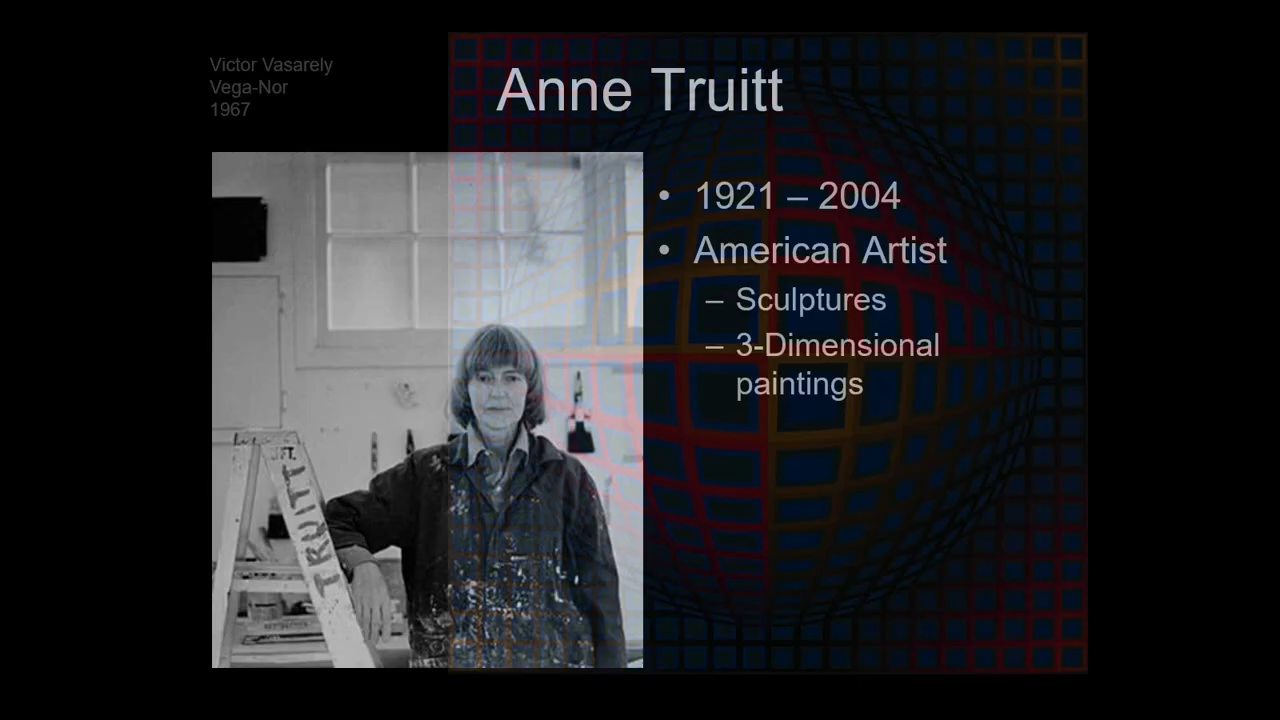 Victor Vasarely
Vega-Nor
1967
Anne Truitt
• 1921 – 2004
• American Artist
– Sculptures
– 3-Dimensional
paintings
TRUITT